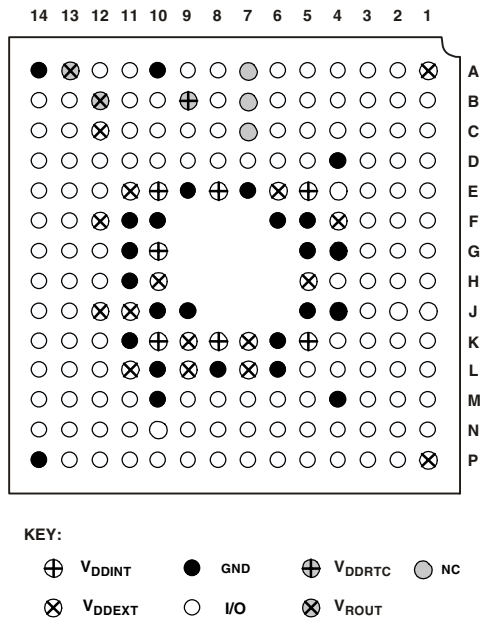 14 13 12 11 10 9 8 7 6 5 4 3 2 1
A
B
C
D
E
F
G
H
J
K
L
M
N
P
KEY:
VDDINT GND VDDRTC NC
VDDEXT I/O VROUT